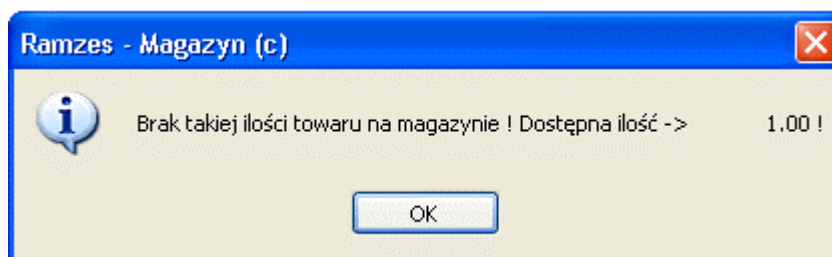 Ramzes - Magazyn (c)
Brak takiej ilości towaru na magazynie ! Dostępna ilość -> 1.00 !
OK